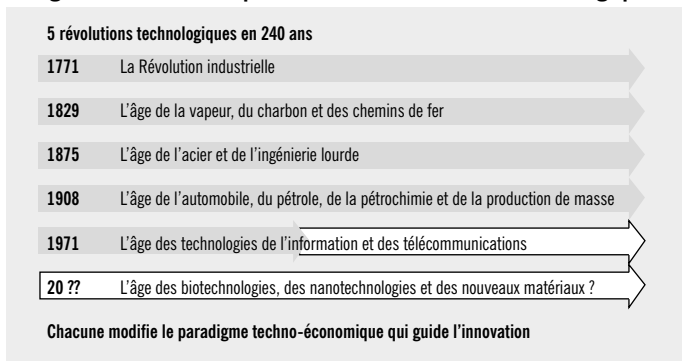 5 révolutions technologiques en 240 ans
1771 La Révolution industrielle
1829 L'âge de la vapeur, du charbon et des chemins de fer
1875 L'âge de l'acier et de l'ingénierie lourde
1908 L'âge de l'automobile, du pétrole, de la pétrochimie et de la production de masse
1971 L'âge des technologies de l'information et des télécommunications
20 ?? L'âge des biotechnologies, des nanotechnologies et des nouveaux matériaux ?
Chacune modifie le paradigme techno-économique qui guide l'innovation